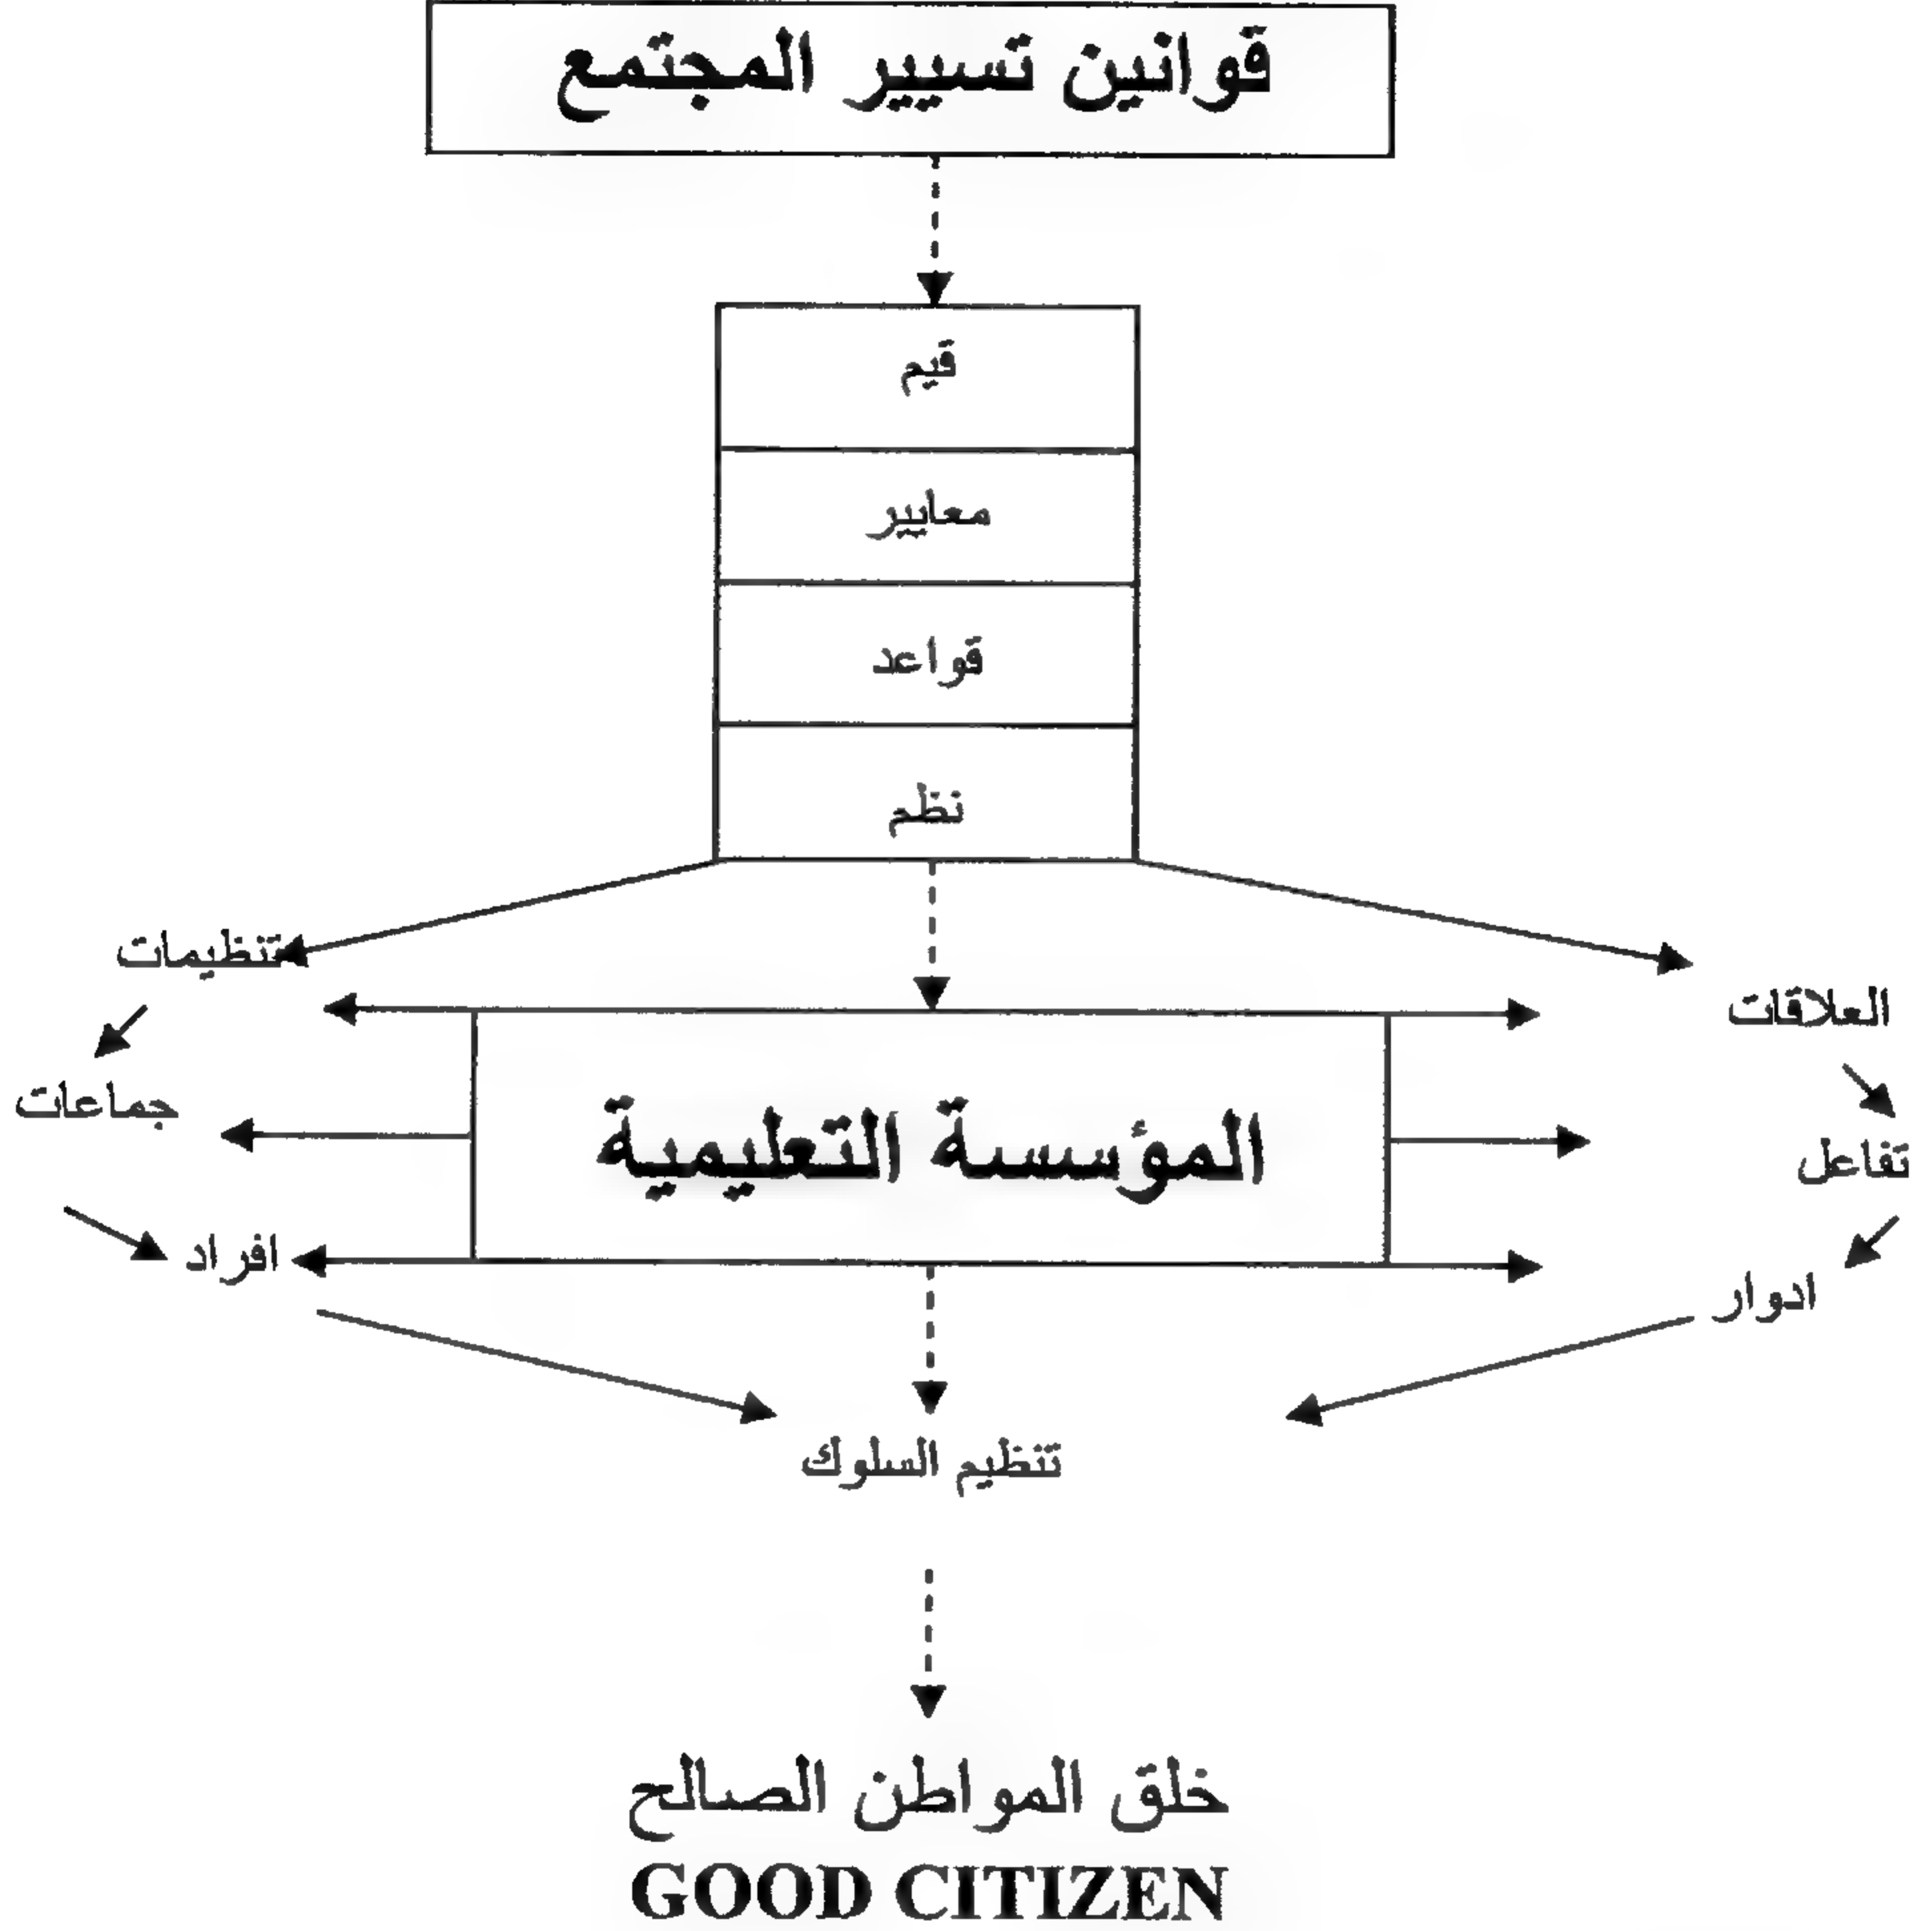 قوانين تسيير المجتمع
قيم
معايير
قواعد
نظم
العلاقات
تنظيمات
تفاعل
جماعات
المؤسسة التعليمية
ادوار
افراد
تنظيم السلوك
خلق المواطن الصالح
GOOD CITIZEN